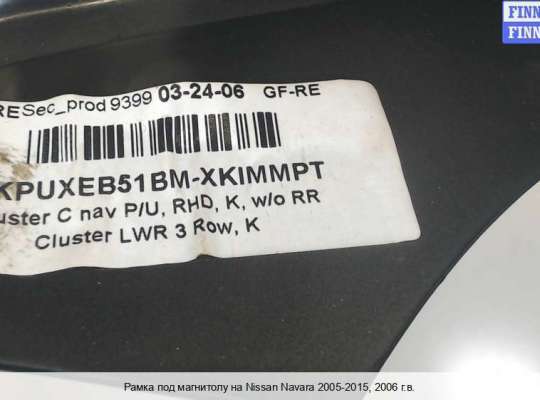 FINN
FINN
RESec_prod 9399 03-24-06 GF-RE
KPUXEB51BM-XKIMMPT
uster C nav P/U, RHD, K, w/o RR
Cluster LWR 3 Row, K
Рамка под магнитолу на Nissan Navara 2005-2015, 2006 г.в.